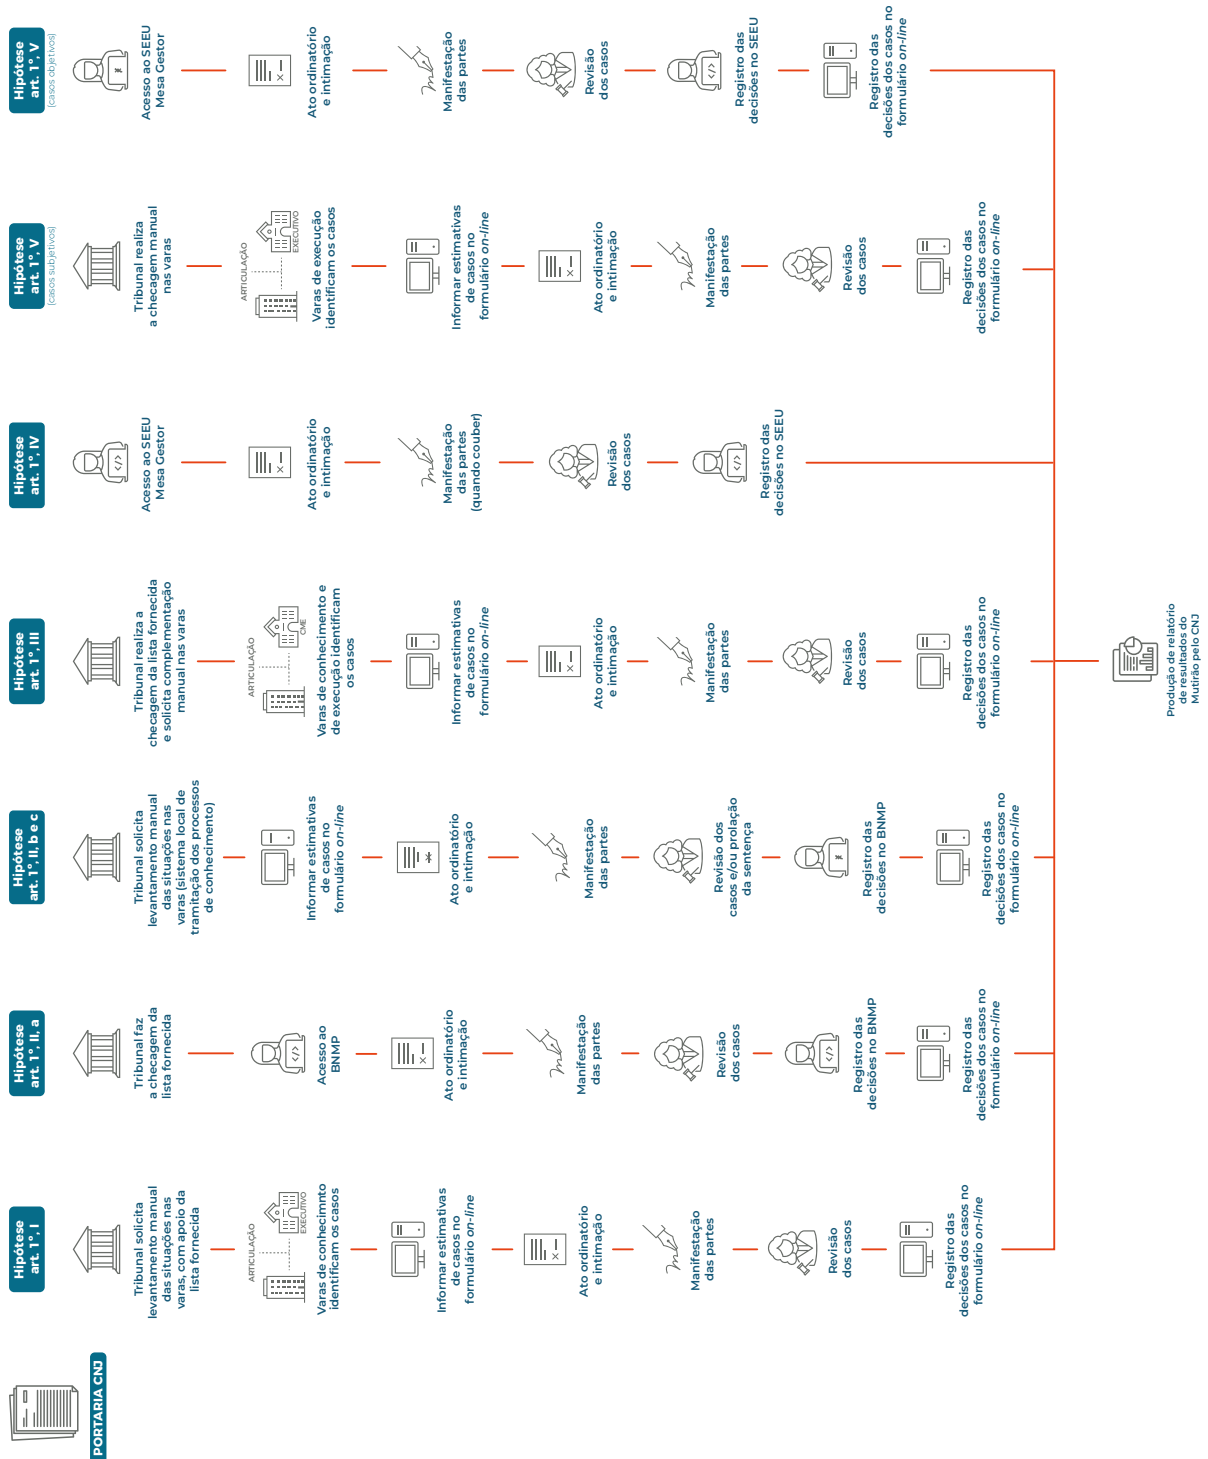 PORTARIA CNJ
Hipótese
art. 1º, I
Tribunal solicita
levantamento manual
das situações nas
varas, com apoio da
lista fornecida
ARTICULAÇÃO
EXECUTIVO
Varas de conhecimnto
identificam os casos
Informar estimativas
de casos no
formulário on-line
Ato ordinatório
e intimação
Manifestação
das partes
Revisão
dos casos
Registro das
decisões dos casos no
formulário on-line
Hipótese
art. 1º, II, a
Tribunal faz
a checagem da
lista fornecida
Acesso ao
BNMP
Ato ordinatório
e intimação
Manifestação
das partes
Revisão
dos casos
Registro das
decisões no BNMP
Registro das
decisões dos casos no
formulário on-line
Hipótese
art. 1º, II, b e c
Tribunal solicita
levantamento manual
das situações nas
varas (sistema local de
tramitação dos processos
de conhecimento)
Informar estimativas
de casos no
formulário on-line
Ato ordinatório
e intimação
Manifestação
das partes
Revisão dos
casos e/ou prolação
da sentença
Registro das
decisões no BNMP
Registro das
decisões dos casos no
formulário on-line
Hipótese
art. 1º, III
Tribunal realiza a
checagem da lista fornecida
e solicita complementação
manual nas varas
ARTICULAÇÃO
CME
Varas de conhecimento e
de execução identificam
os casos
Informar estimativas
de casos no
formulário on-line
Ato ordinatório
e intimação
Manifestação
das partes
Revisão
dos casos
Registro das
decisões dos casos no
formulário on-line
Hipótese
art. 1º, IV
Acesso ao SEEU
Mesa Gestor
Ato ordinatório
e intimação
Manifestação
das partes
(quando couber)
Revisão
dos casos
Registro das
decisões no SEEU
Hipótese
art. 1º, V
(casos subjetivos)
Tribunal realiza
a checagem manual
nas varas
ARTICULAÇÃO
EXECUTIVO
Varas de execução
identificam os casos
Informar estimativas
de casos no
formulário on-line
Ato ordinatório
e intimação
Manifestação
das partes
Revisão
dos casos
Registro das
decisões dos casos no
formulário on-line
Hipótese
art. 1º, V
(casos objetivos)
Acesso ao SEEU
Mesa Gestor
Ato ordinatório
e intimação
Manifestação
das partes
Revisão
dos casos
Registro das
decisões no SEEU
Registro das
decisões dos casos no
formulário on-line
Produção de relatório
de resultados do
Mutirão pelo CNJ